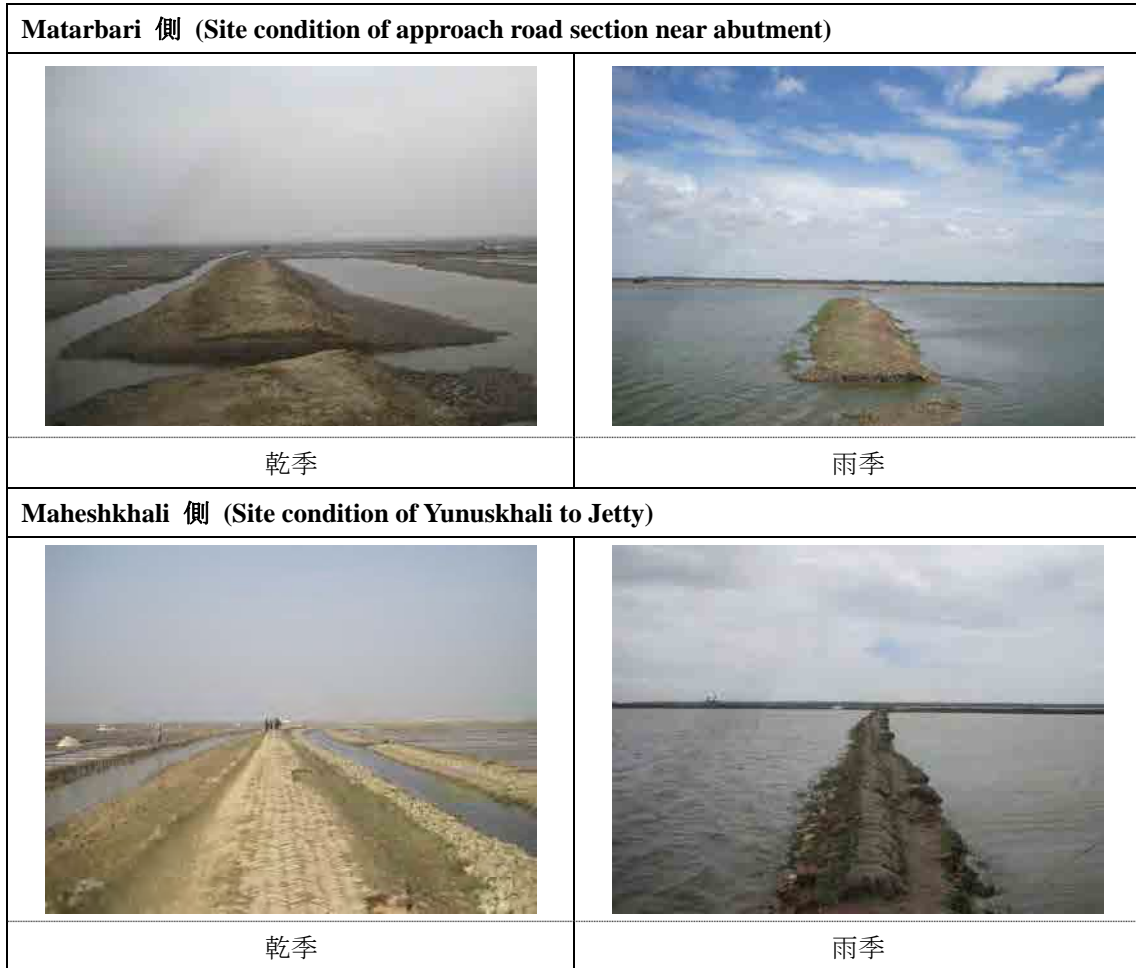 Matarbari 側 (Site condition of approach road section near abutment)
乾季 雨季
Maheshkhali 側 (Site condition of Yunuskhali to Jetty)
乾季 雨季